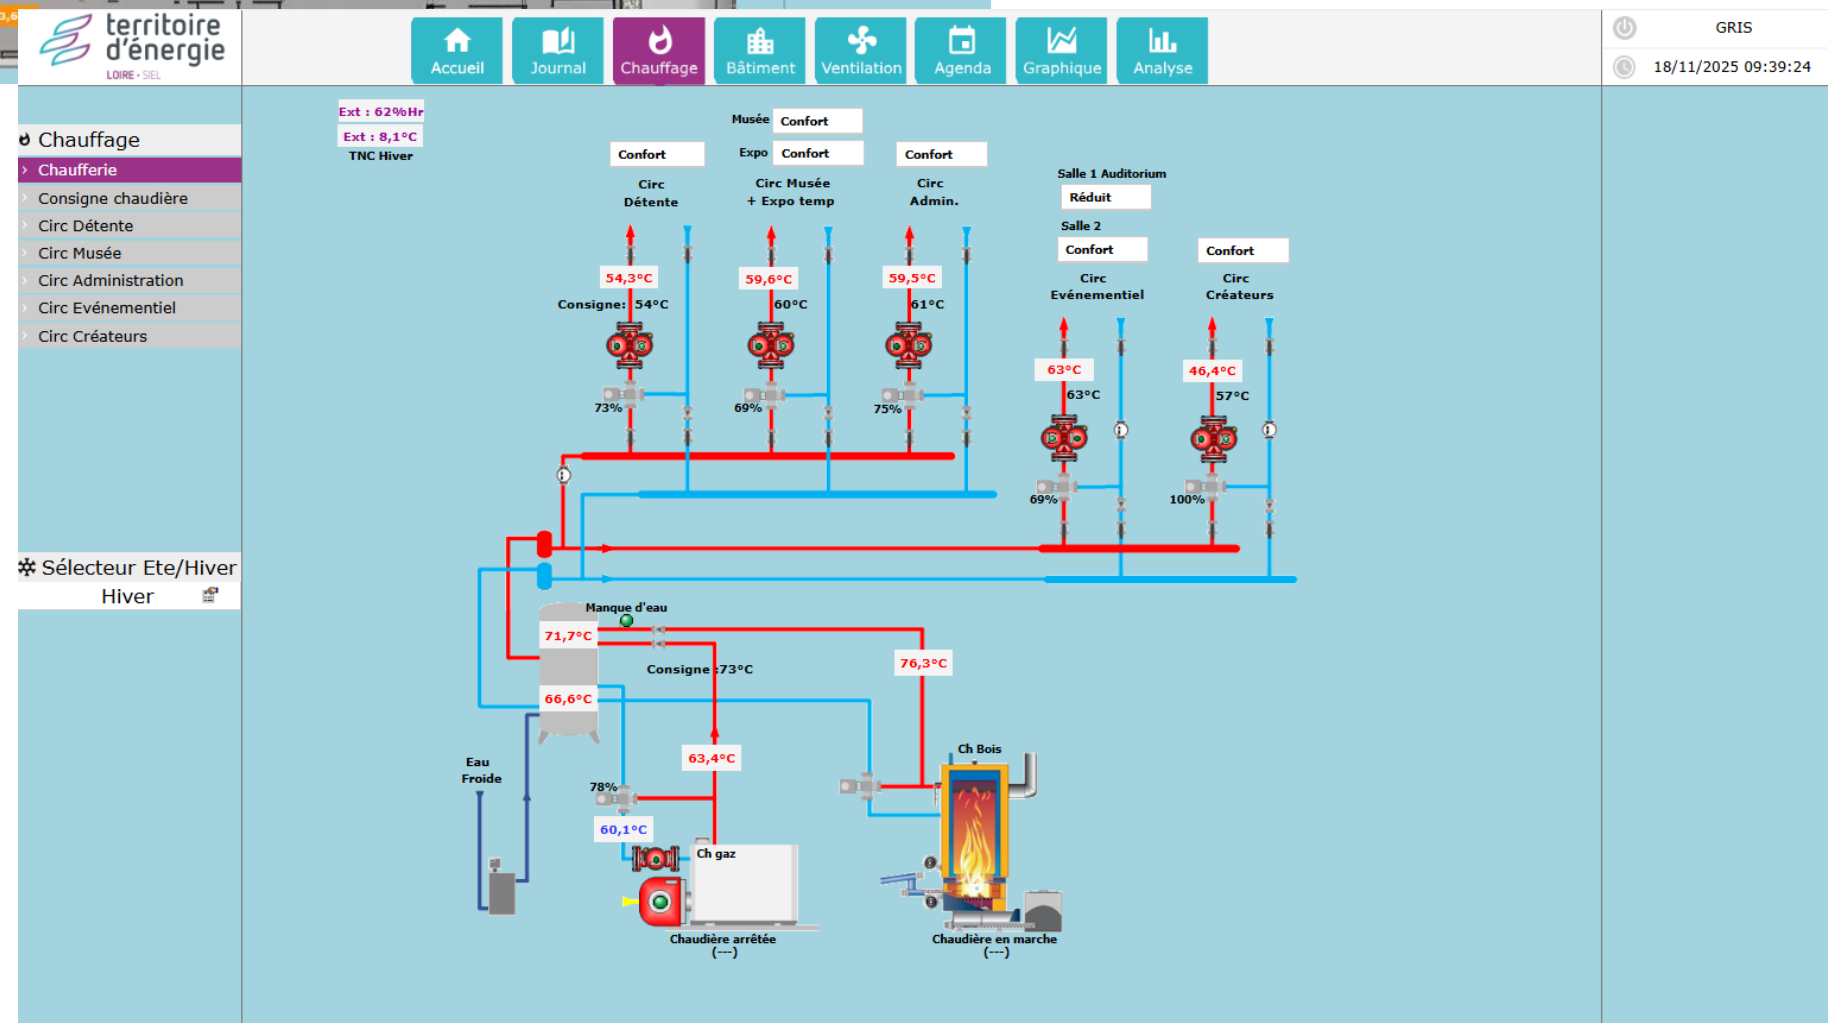 3,6
territoire
d'énergie
LOIRE - SIEL
Accueil
Journal
Chauffage
Bâtiment
Ventilation
Agenda
Graphique
Analyse
GRIS
18/11/2025 09:39:24
Chauffage
Chaufferie
Consigne chaudière
Circ Détente
Circ Musée
Circ Administration
Circ Evénementiel
Circ Créateurs
Sélecteur Ete/Hiver
Hiver
Ext : 62%Hr
Ext : 8,1°C
TNC Hiver
Confort
Circ
Détente
Musée Confort
Expo Confort
Circ Musée
+ Expo temp
Confort
Circ
Admin.
Salle 1 Auditorium
Réduit
Salle 2
Confort
Circ
Evénementiel
Confort
Circ
Créateurs
54,3°C
59,6°C
59,5°C
Consigne: 54°C
60°C
61°C
63°C
46,4°C
63°C
57°C
73%
69%
75%
69%
100%
Manque d'eau
71,7°C
Consigne :73°C
76,3°C
66,6°C
63,4°C
Eau
Froide
78%
60,1°C
Ch gaz
Ch Bois
Chaudière arrêtée
(---)
Chaudière en marche
(---)